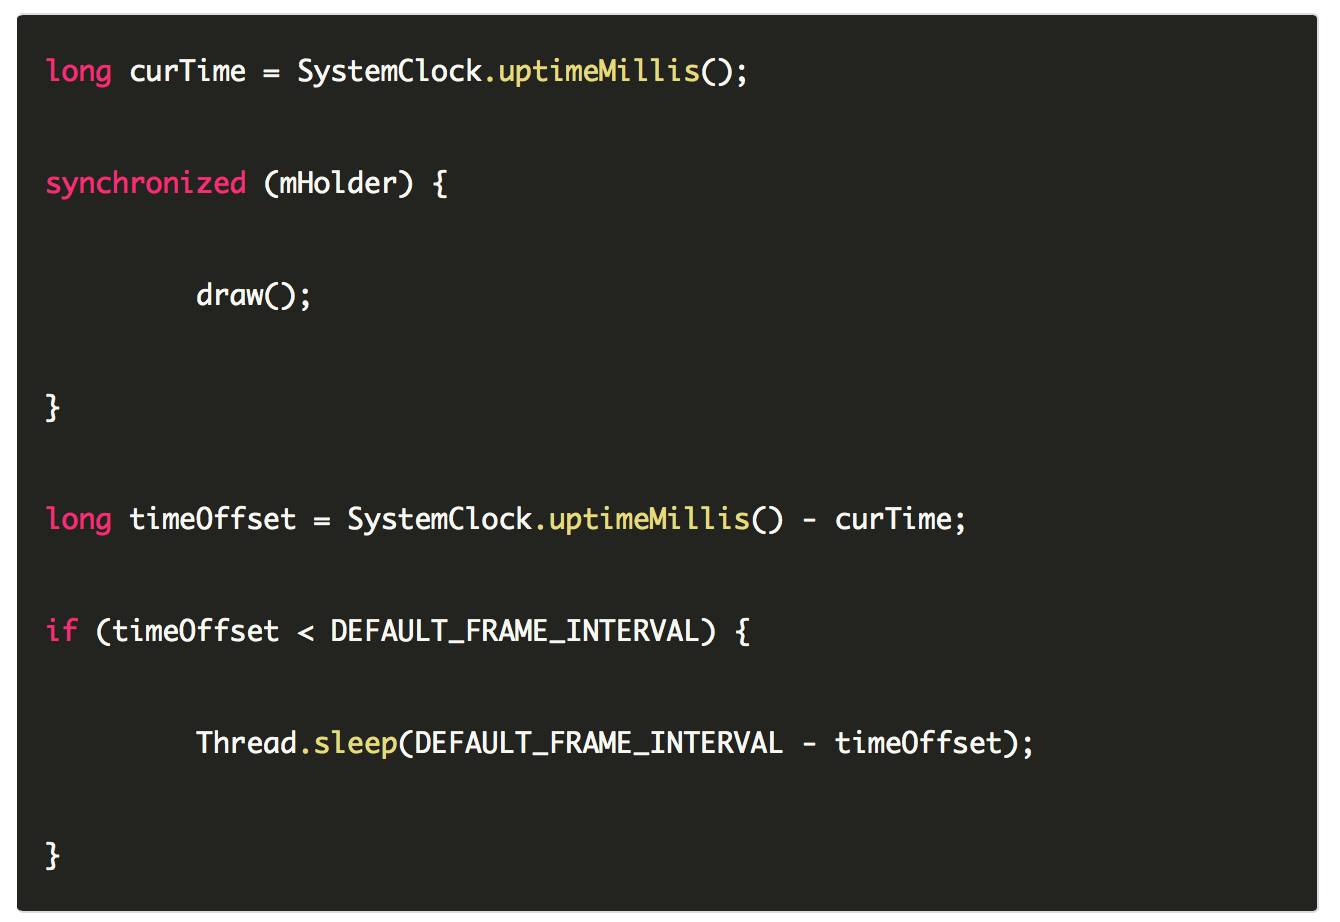 long curTime = SystemClock.uptimeMillis();
synchronized (mHolder) {
draw();
}
long timeOffset = SystemClock.uptimeMillis() - curTime;
if (timeOffset < DEFAULT_FRAME_INTERVAL) {
Thread.sleep(DEFAULT_FRAME_INTERVAL - timeOffset);
}